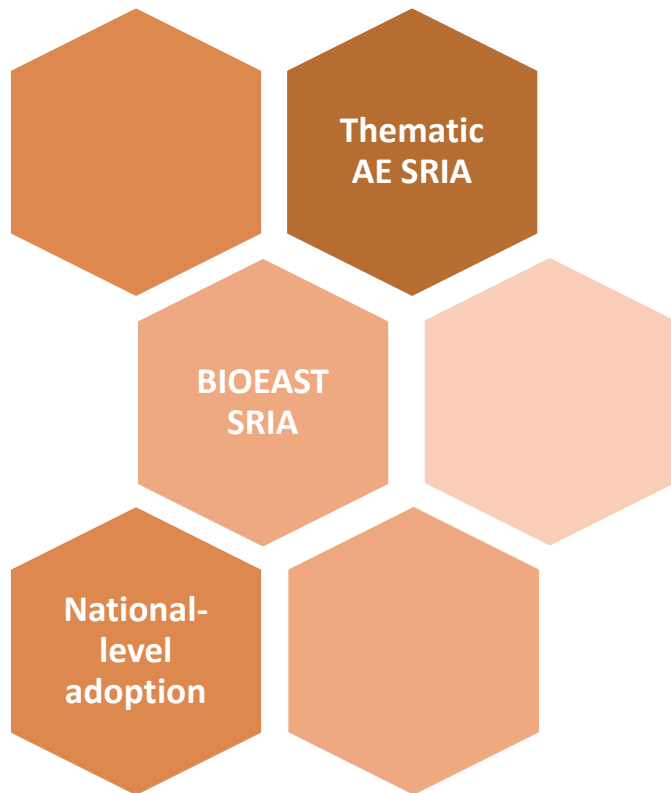 Thematic
AE SRIA
BIOEAST
SRIA
National-
level
adoption